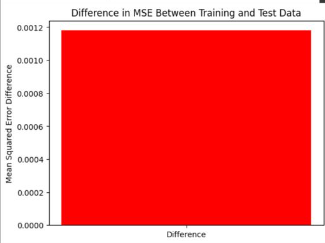 Difference in MSE Between Training and Test Data
0.0012
0.0010
0.0008
0.0006
0.0004
0.0002
0.0000
Mean Squared Error Difference
Difference